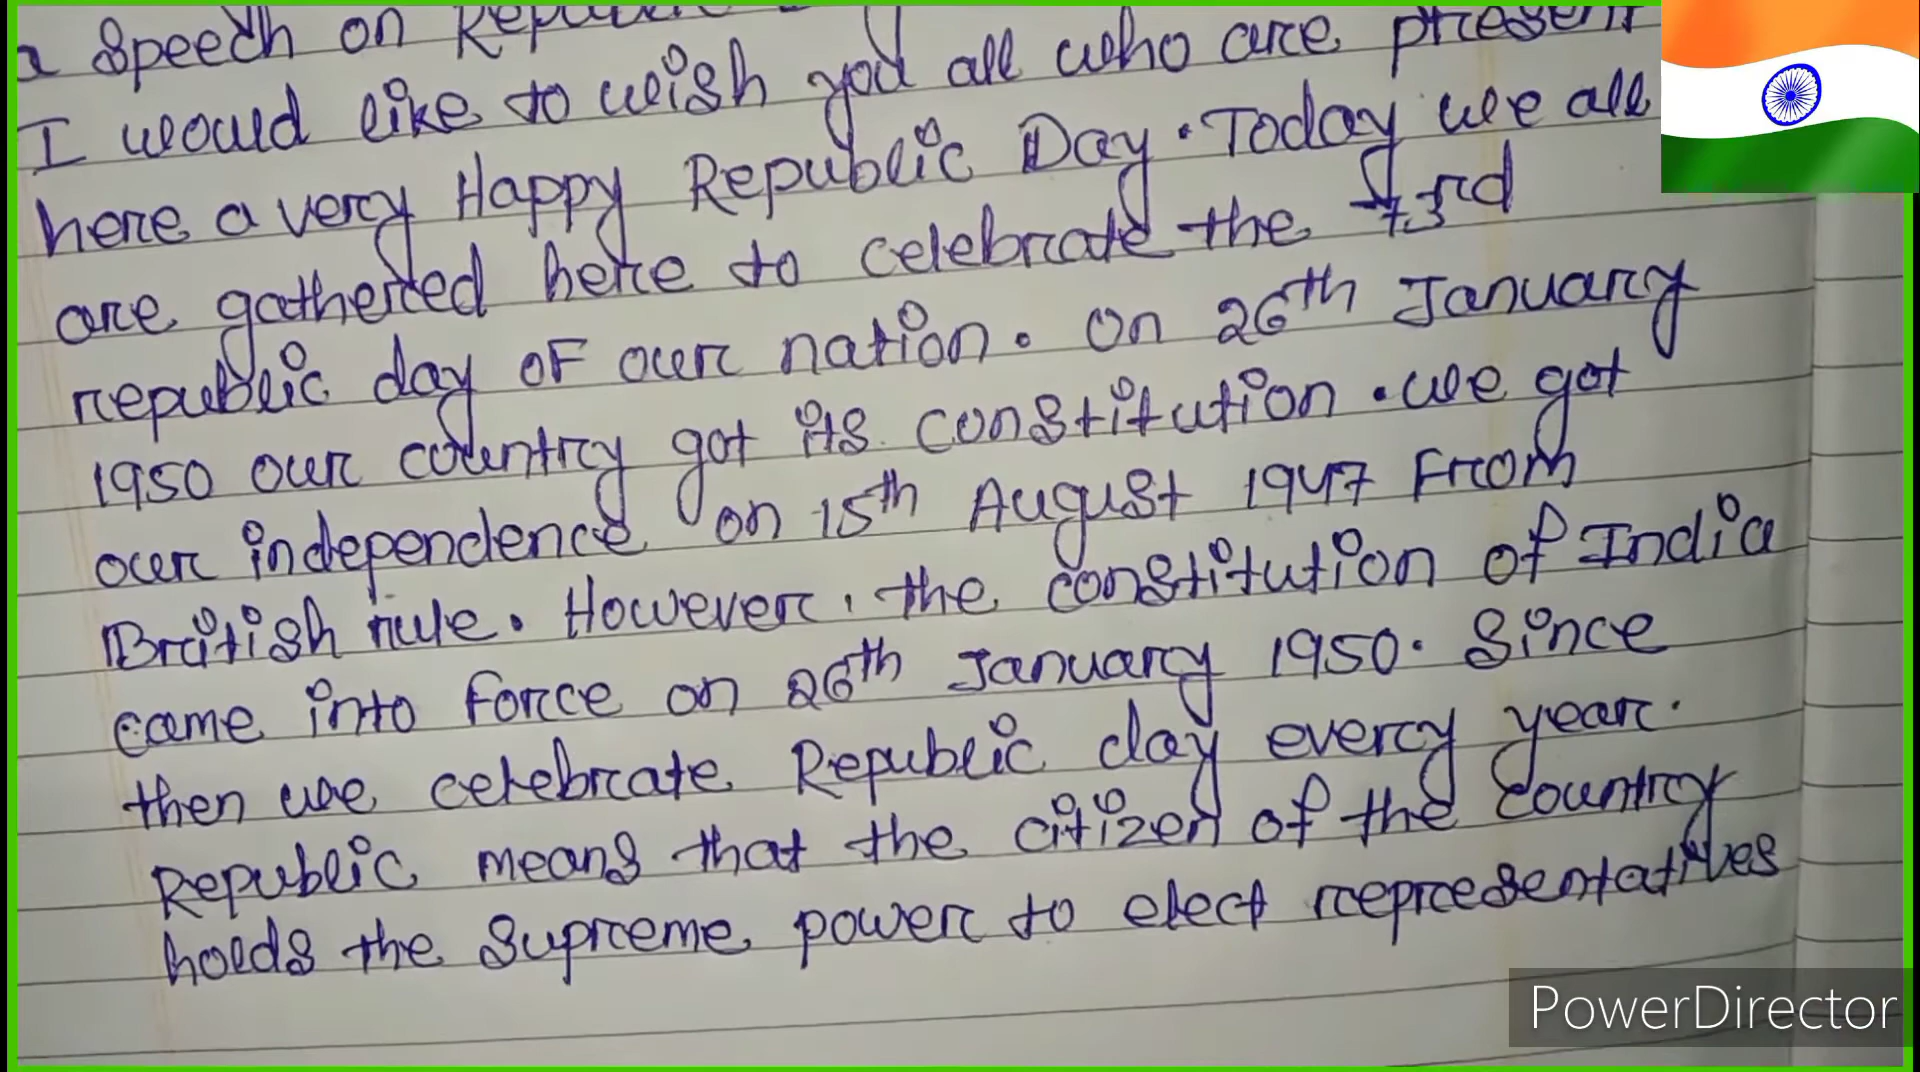 a speech on Republic
I would like to wish you all who are present
here a very Happy Republic Day. Today we all
are gathered here to celebrate the 73rd
republic day of our nation. On 26th January
1950 our country got its constitution. we got
our independence on 15th August 1947 From
British rule. However, the constitution of India
came into force on 26th January 1950. Since
then we celebrate Republic day every year.
Republic means that the citizen of the country
holds the supreme power to elect representatives
PowerDirector